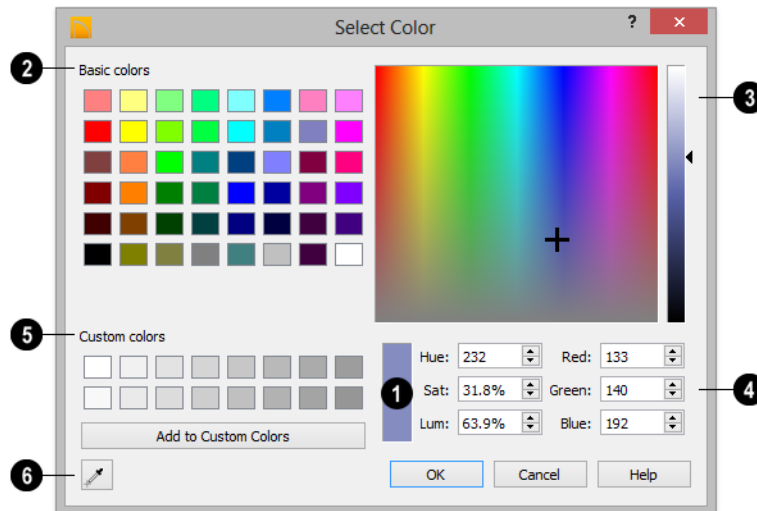 Select Color
?
×
2
Basic colors
3
5
Custom colors
Hue: 232 Red: 133
1
Sat: 31.8% Green: 140
4
Lum: 63.9% Blue: 192
Add to Custom Colors
6
OK Cancel Help